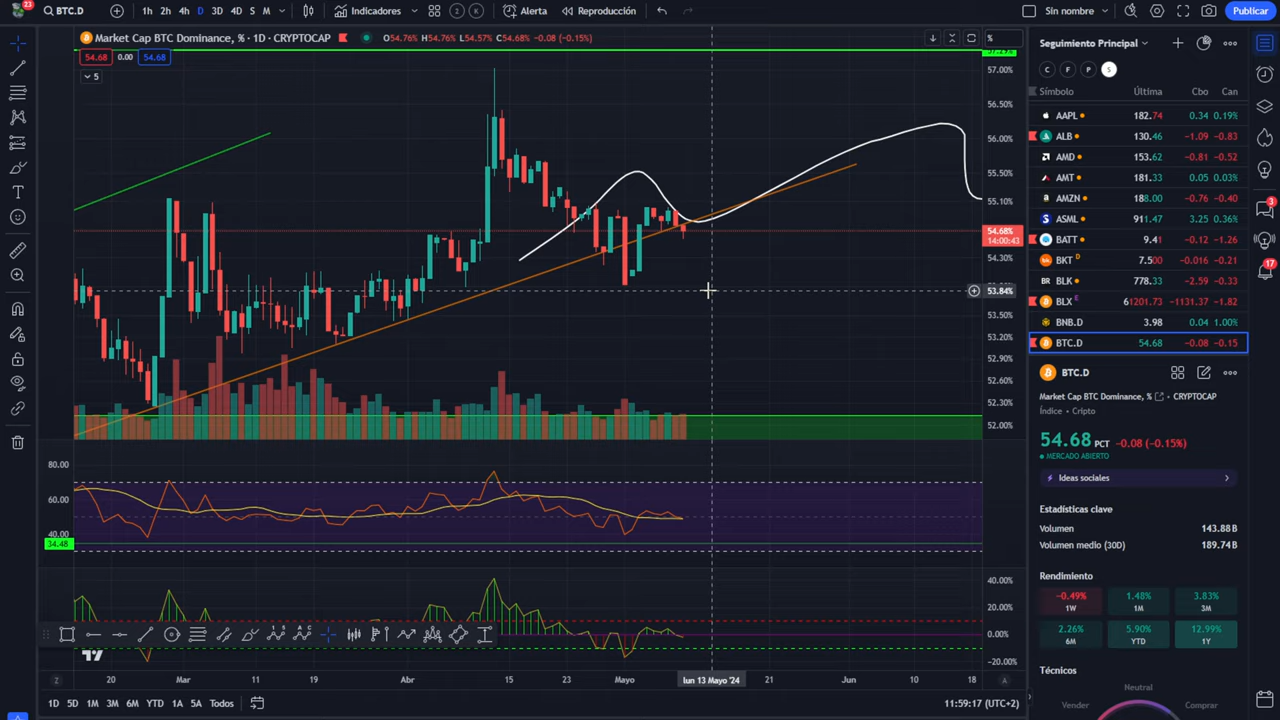 23
BTC.D
1h 2h 4h D 3D 4D S M
Indicadores
2 K
Alerta
Reproducción
Sin nombre
Publicar
Market Cap BTC Dominance, % · 1D · CRYPTOCAP
O54.76% H54.76% L54.57% C54.68% -0.08 (-0.15%)
54.68 0.00 54.68
5
%
57.29%
57.00%
56.50%
56.00%
55.50%
55.10%
54.68%
14:00:43
54.30%
53.84%
53.50%
53.20%
52.90%
52.60%
52.30%
52.00%
80.00
60.00
40.00
34.48
40.00%
20.00%
0.00%
-20.00%
Z 20 Mar 11 19 Abr 15 23 Mayo lun 13 Mayo '24 21 Jun 10 18 A
1D 5D 1M 3M 6M YTD 1A 5A Todos
11:59:17 (UTC+2)
Seguimiento Principal
C F P S
Símbolo Última Cbo Can
AAPL 182.74 0.34 0.19%
ALB 130.46 -1.09 -0.83
AMD 153.62 -0.81 -0.52
AMT 181.33 0.05 0.03%
AMZN 188.00 -0.76 -0.40
ASML 911.47 3.25 0.36%
BATT 9.41 -0.12 -1.26
BKT D 7.500 -0.016 -0.21
BLK 778.33 -2.59 -0.33
BLX E 61201.73 -1131.37 -1.82
BNB.D 3.98 0.04 1.00%
BTC.D 54.68 -0.08 -0.15
BTC.D
Market Cap BTC Dominance, % · CRYPTOCAP
Índice · Cripto
54.68 PCT -0.08 (-0.15%)
MERCADO ABIERTO
Ideas sociales
Estadísticas clave
Volumen 143.88B
Volumen medio (30D) 189.74B
Rendimiento
-0.49% 1.48% 3.83%
1W 1M 3M
2.26% 5.90% 12.99%
6M YTD 1Y
Técnicos
Neutral
Vender Comprar
3
17